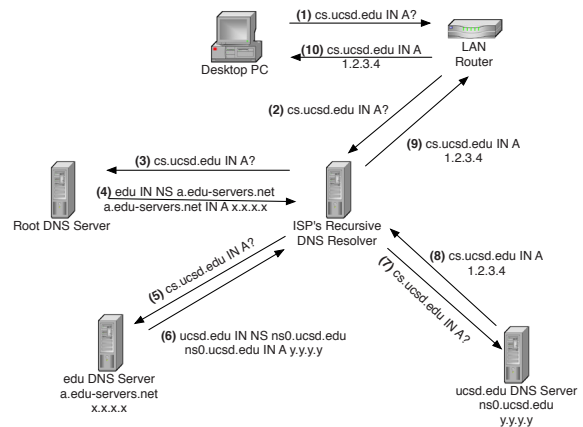 (1) cs.ucsd.edu IN A?
(10) cs.ucsd.edu IN A
1.2.3.4
Desktop PC
LAN
Router
(2) cs.ucsd.edu IN A?
(9) cs.ucsd.edu IN A
1.2.3.4
(3) cs.ucsd.edu IN A?
(4) edu IN NS a.edu-servers.net
a.edu-servers.net IN A x.x.x.x
Root DNS Server
ISP's Recursive
DNS Resolver
(5) cs.ucsd.edu IN A?
(6) ucsd.edu IN NS ns0.ucsd.edu
ns0.ucsd.edu IN A y.y.y.y
(8) cs.ucsd.edu IN A
1.2.3.4
(7) cs.ucsd.edu IN A?
edu DNS Server
a.edu-servers.net
x.x.x.x
ucsd.edu DNS Server
ns0.ucsd.edu
y.y.y.y